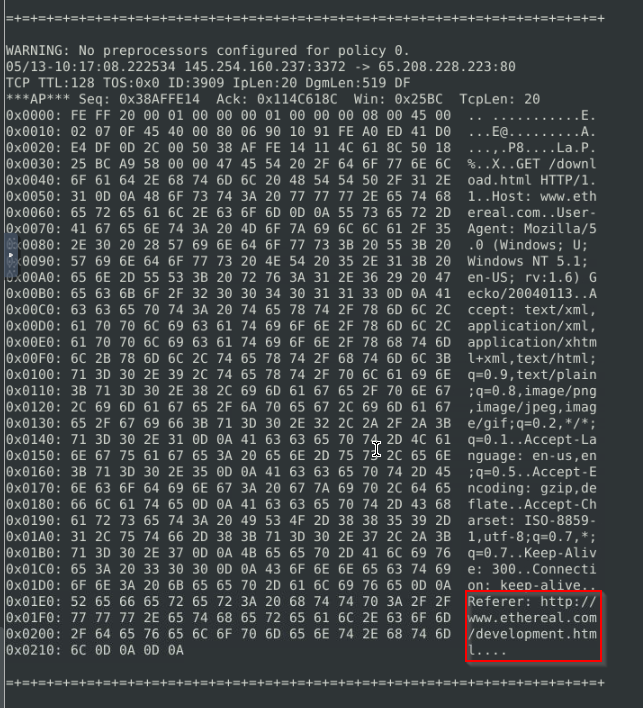 =+=+=+=+=+=+=+=+=+=+=+=+=+=+=+=+=+=+=+=+=+=+=+=+=+=+=+=+=+=+=+=+=+=+=+=+=+

WARNING: No preprocessors configured for policy 0.
05/13-10:17:08.222534 145.254.160.237:3372 -> 65.208.228.223:80
TCP TTL:128 TOS:0x0 ID:3909 IpLen:20 DgmLen:519 DF
***AP*** Seq: 0x38AFFE14  Ack: 0x114C618C  Win: 0x25BC  TcpLen: 20
0x0000: FE FF 20 00 01 00 00 00 01 00 00 00 08 00 45 00  .. ...........E.
0x0010: 02 07 0F 45 40 00 80 06 90 10 91 FE A0 ED 41 D0  ...E@.........A.
0x0020: E4 DF 0D 2C 00 50 38 AF FE 14 11 4C 61 8C 50 18  ...,.P8....La.P.
0x0030: 25 BC A9 58 00 00 47 45 54 20 2F 64 6F 77 6E 6C  %..X..GET /downl
0x0040: 6F 61 64 2E 68 74 6D 6C 20 48 54 54 50 2F 31 2E  oad.html HTTP/1.
0x0050: 31 0D 0A 48 6F 73 74 3A 20 77 77 77 2E 65 74 68  1..Host: www.eth
0x0060: 65 72 65 61 6C 2E 63 6F 6D 0D 0A 55 73 65 72 2D  ereal.com..User-
0x0070: 41 67 65 6E 74 3A 20 4D 6F 7A 69 6C 6C 61 2F 35  Agent: Mozilla/5
0x0080: 2E 30 20 28 57 69 6E 64 6F 77 73 3B 20 55 3B 20  .0 (Windows; U; 
0x0090: 57 69 6E 64 6F 77 73 20 4E 54 20 35 2E 31 3B 20  Windows NT 5.1; 
0x00A0: 65 6E 2D 55 53 3B 20 72 76 3A 31 2E 36 29 20 47  en-US; rv:1.6) G
0x00B0: 65 63 6B 6F 2F 32 30 30 34 30 31 31 33 0D 0A 41  ecko/20040113..A
0x00C0: 63 63 65 70 74 3A 20 74 65 78 74 2F 78 6D 6C 2C  ccept: text/xml,
0x00D0: 61 70 70 6C 69 63 61 74 69 6F 6E 2F 78 6D 6C 2C  application/xml,
0x00E0: 61 70 70 6C 69 63 61 74 69 6F 6E 2F 78 68 74 6D  application/xhtm
0x00F0: 6C 2B 78 6D 6C 2C 74 65 78 74 2F 68 74 6D 6C 3B  l+xml,text/html;
0x0100: 71 3D 30 2E 39 2C 74 65 78 74 2F 70 6C 61 69 6E  q=0.9,text/plain
0x0110: 3B 71 3D 30 2E 38 2C 69 6D 61 67 65 2F 70 6E 67  ;q=0.8,image/png
0x0120: 2C 69 6D 61 67 65 2F 6A 70 65 67 2C 69 6D 61 67  ,image/jpeg,imag
0x0130: 65 2F 67 69 66 3B 71 3D 30 2E 32 2C 2A 2F 2A 3B  e/gif;q=0.2,*/*;
0x0140: 71 3D 30 2E 31 0D 0A 41 63 63 65 70 74 2D 4C 61  q=0.1..Accept-La
0x0150: 6E 67 75 61 67 65 3A 20 65 6E 2D 75 73 2C 65 6E  nguage: en-us,en
0x0160: 3B 71 3D 30 2E 35 0D 0A 41 63 63 65 70 74 2D 45  ;q=0.5..Accept-E
0x0170: 6E 63 6F 64 69 6E 67 3A 20 67 7A 69 70 2C 64 65  ncoding: gzip,de
0x0180: 66 6C 61 74 65 0D 0A 41 63 63 65 70 74 2D 43 68  flate..Accept-Ch
0x0190: 61 72 73 65 74 3A 20 49 53 4F 2D 38 38 35 39 2D  arset: ISO-8859-
0x01A0: 31 2C 75 74 66 2D 38 3B 71 3D 30 2E 37 2C 2A 3B  1,utf-8;q=0.7,*;
0x01B0: 71 3D 30 2E 37 0D 0A 4B 65 65 70 2D 41 6C 69 76  q=0.7..Keep-Aliv
0x01C0: 65 3A 20 33 30 30 0D 0A 43 6F 6E 6E 65 63 74 69  e: 300..Connecti
0x01D0: 6F 6E 3A 20 6B 65 65 70 2D 61 6C 69 76 65 0D 0A  on: keep-alive..
0x01E0: 52 65 66 65 72 65 72 3A 20 68 74 74 70 3A 2F 2F  Referer: http://
0x01F0: 77 77 77 2E 65 74 68 65 72 65 61 6C 2E 63 6F 6D  www.ethereal.com
0x0200: 2F 64 65 76 65 6C 6F 70 6D 65 6E 74 2E 68 74 6D  /development.htm
0x0210: 6C 0D 0A 0D 0A  l....

=+=+=+=+=+=+=+=+=+=+=+=+=+=+=+=+=+=+=+=+=+=+=+=+=+=+=+=+=+=+=+=+=+=+=+=+=+